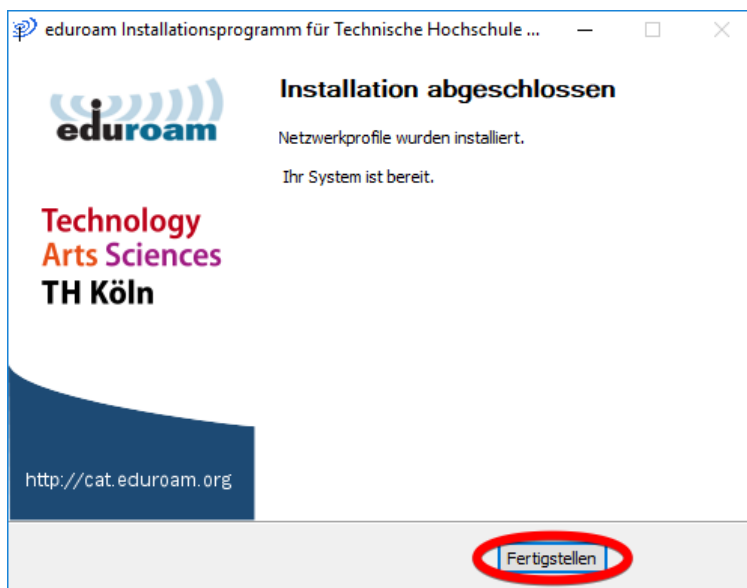 eduroam Installationsprogramm für Technische Hochschule ...
eduroam
Installation abgeschlossen
Netzwerkprofile wurden installiert.
Ihr System ist bereit.
Technology
Arts Sciences
TH Köln
http://cat.eduroam.org
Fertigstellen